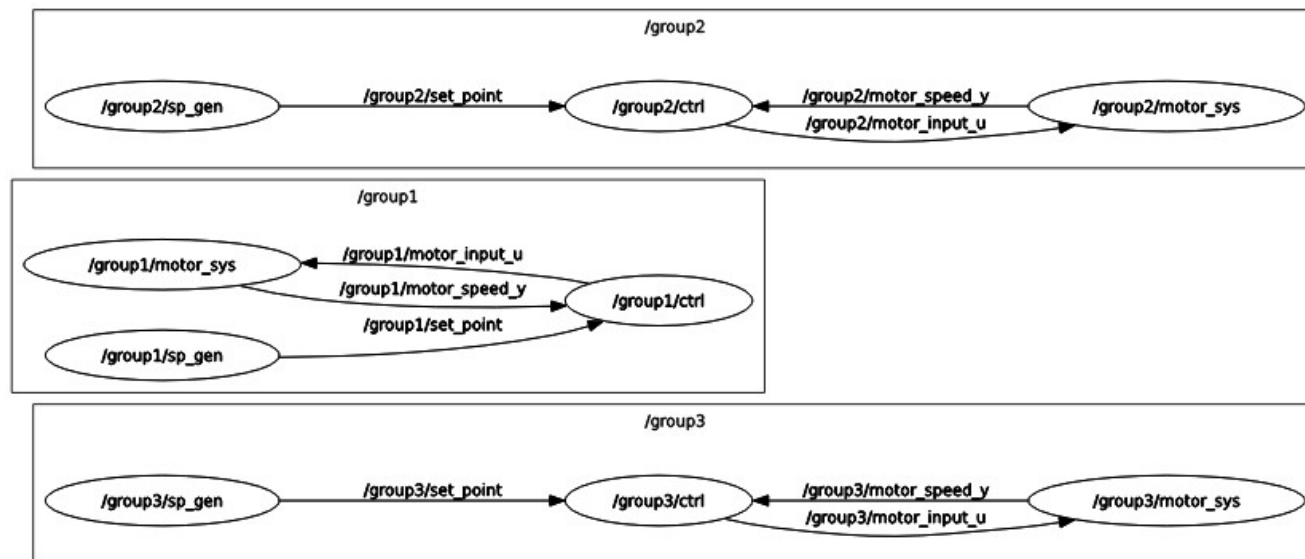 /group2
/group2/sp_gen
/group2/set_point
/group2/ctrl
/group2/motor_speed_y
/group2/motor_input_u
/group2/motor_sys
/group1
/group1/motor_sys
/group1/motor_input_u
/group1/motor_speed_y
/group1/ctrl
/group1/set_point
/group1/sp_gen
/group3
/group3/sp_gen
/group3/set_point
/group3/ctrl
/group3/motor_speed_y
/group3/motor_input_u
/group3/motor_sys